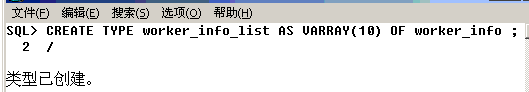 文件(F) 编辑(E) 搜索(S) 选项(O) 帮助(H)
SQL> CREATE TYPE worker_info_list AS VARRAY(10) OF worker_info ;
2 /
类型已创建。